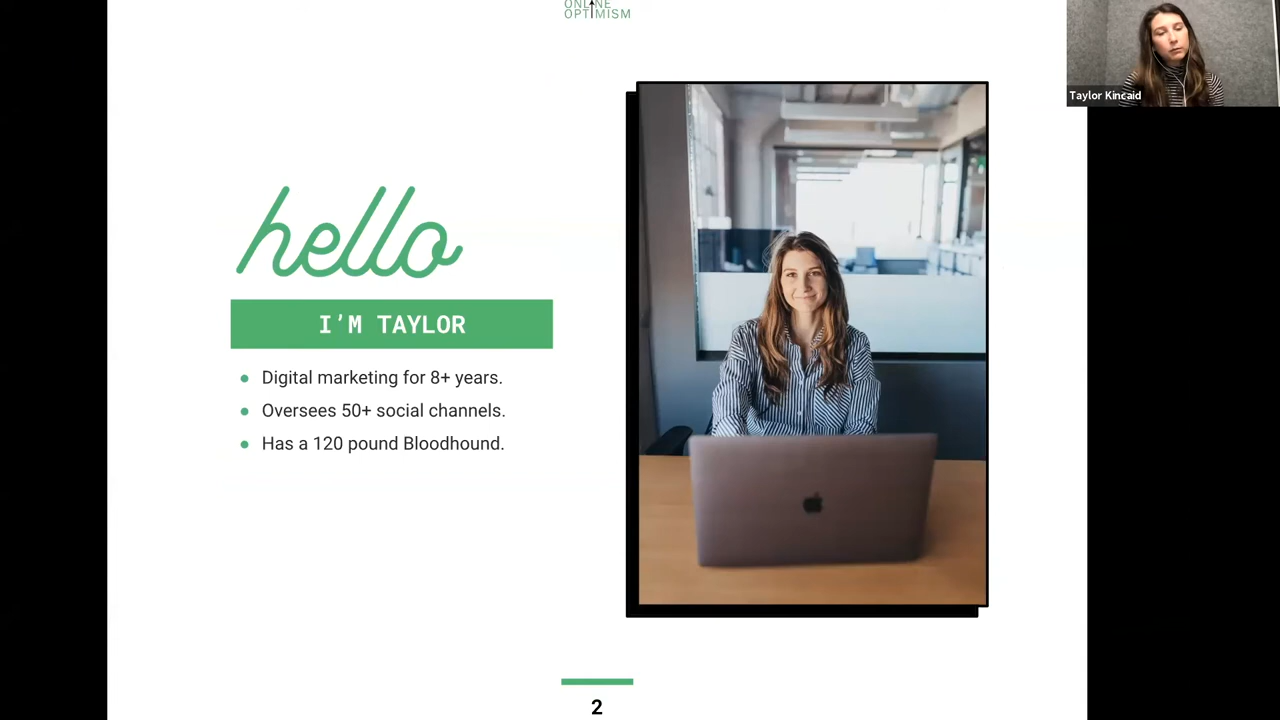 ONLINE
OPTIMISM
Taylor Kincaid
hello
I'M TAYLOR
Digital marketing for 8+ years.
Oversees 50+ social channels.
Has a 120 pound Bloodhound.
2